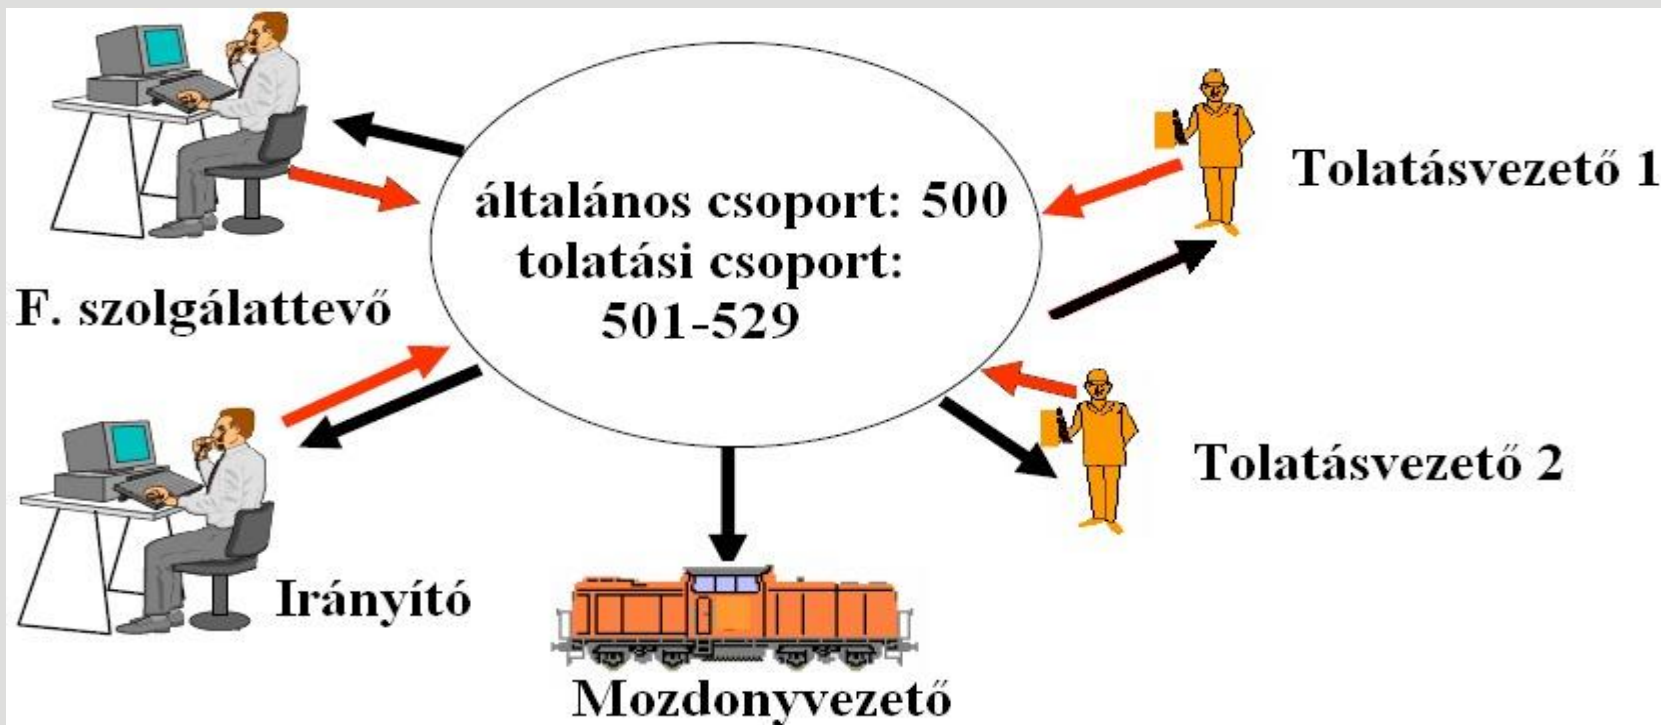 általános csoport: 500
tolatási csoport:
501-529
F. szolgálattevő
Tolatásvezető 1
Tolatásvezető 2
Irányító
Mozdonyvezető